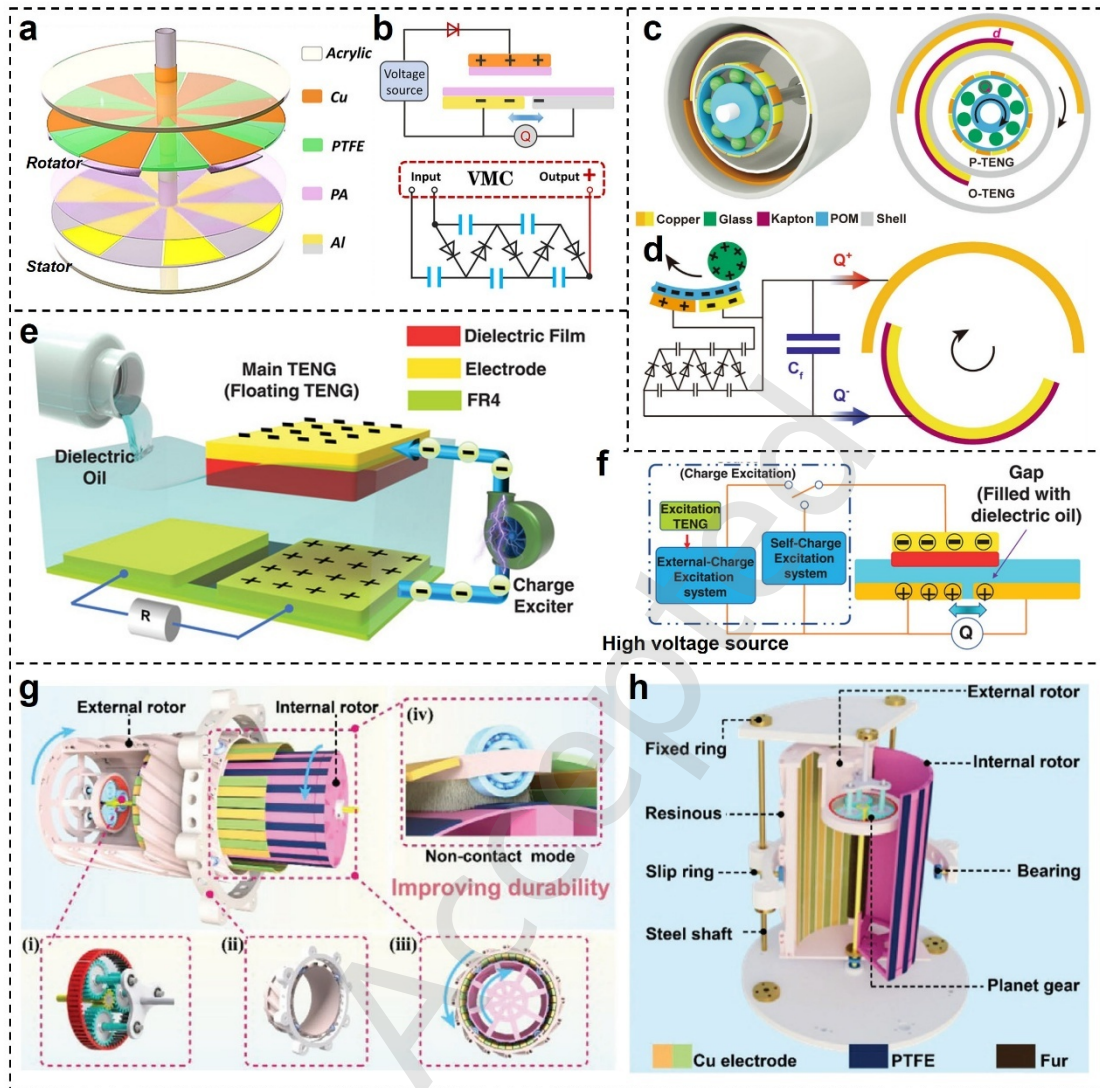 a
Acrylic
Cu
PTFE
PA
Al
Rotator
Stator
b
+ + +
Voltage
source
- - -
Q
Input
VMC
Output +
c
d
P-TENG
O-TENG
Copper
Glass
Kapton
POM
Shell
d
Q+
Cf
Q-
e
Dielectric Film
Electrode
FR4
Main TENG
(Floating TENG)
Dielectric
Oil
Charge
Exciter
R
f
(Charge Excitation)
Excitation
TENG
External-Charge
Excitation
system
Self-Charge
Excitation
system
High voltage source
Gap
(Filled with
dielectric oil)
Q
g
External rotor
Internal rotor
(iv)
Non-contact mode
Improving durability
(i)
(ii)
(iii)
h
External rotor
Fixed ring
Internal rotor
Resinous
Slip ring
Bearing
Steel shaft
Planet gear
Cu electrode
PTFE
Fur
Accepted